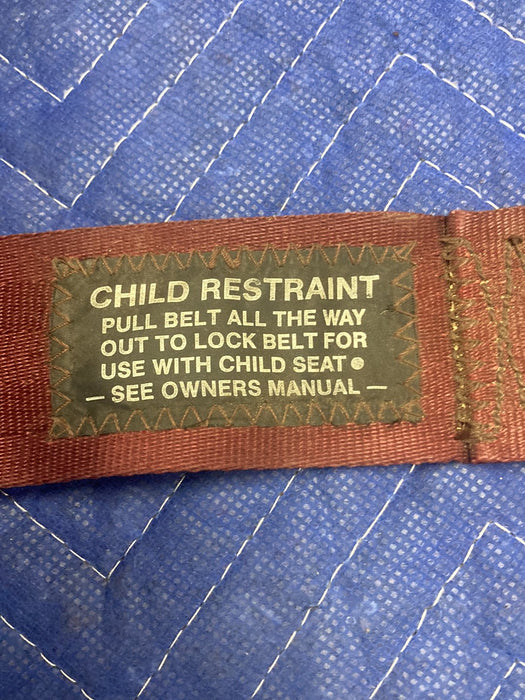 CHILD RESTRAINT
PULL BELT ALL THE WAY
OUT TO LOCK BELT FOR
USE WITH CHILD SEAT●
— SEE OWNERS MANUAL —